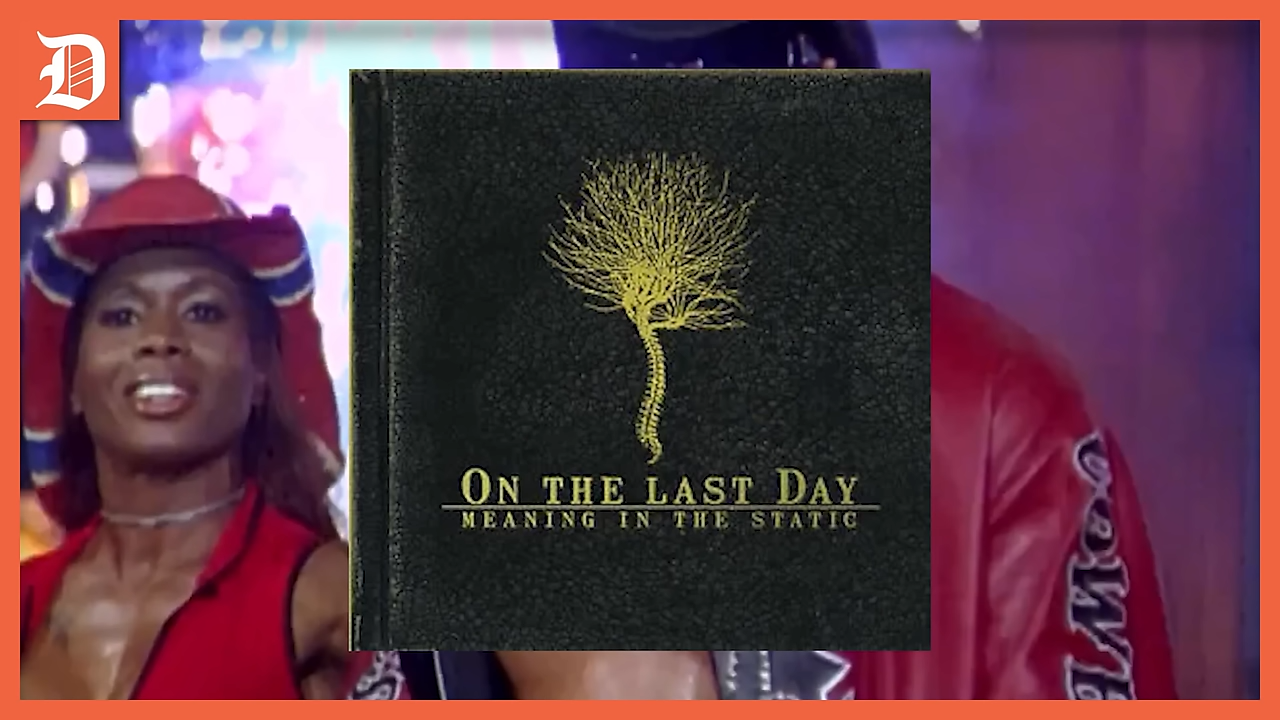 D
ON THE LAST DAY
MEANING IN THE STATIC